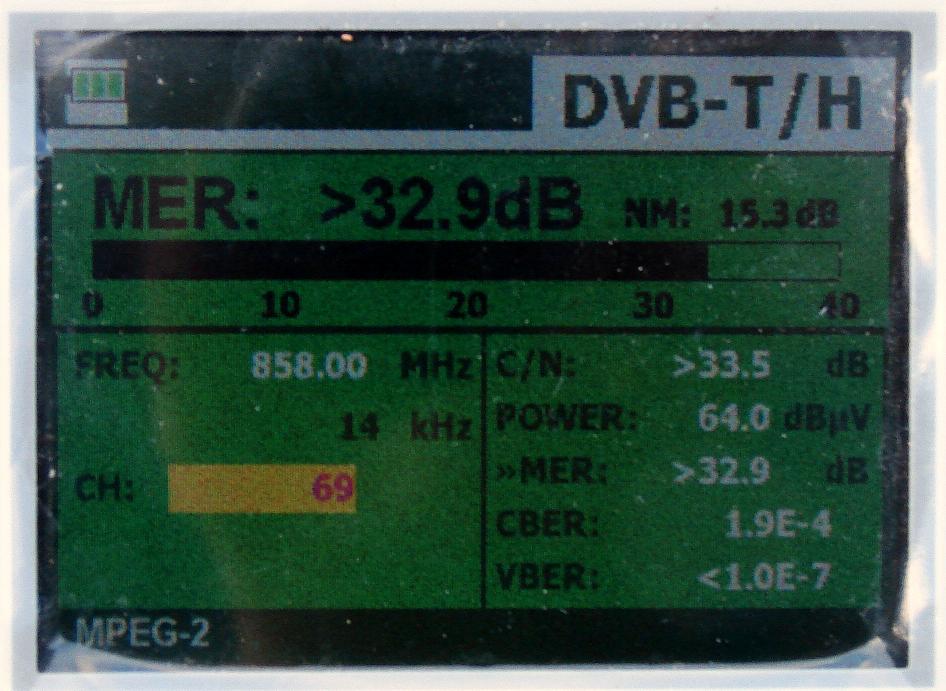 DVB-T/H
MER: >32.9dB NM: 15.3dB
0 10 20 30 40
FREQ: 858.00 MHz
14 kHz
CH: 69
C/N: >33.5 dB
POWER: 64.0 dBµV
»MER: >32.9 dB
CBER: 1.9E-4
VBER: <1.0E-7
MPEG-2